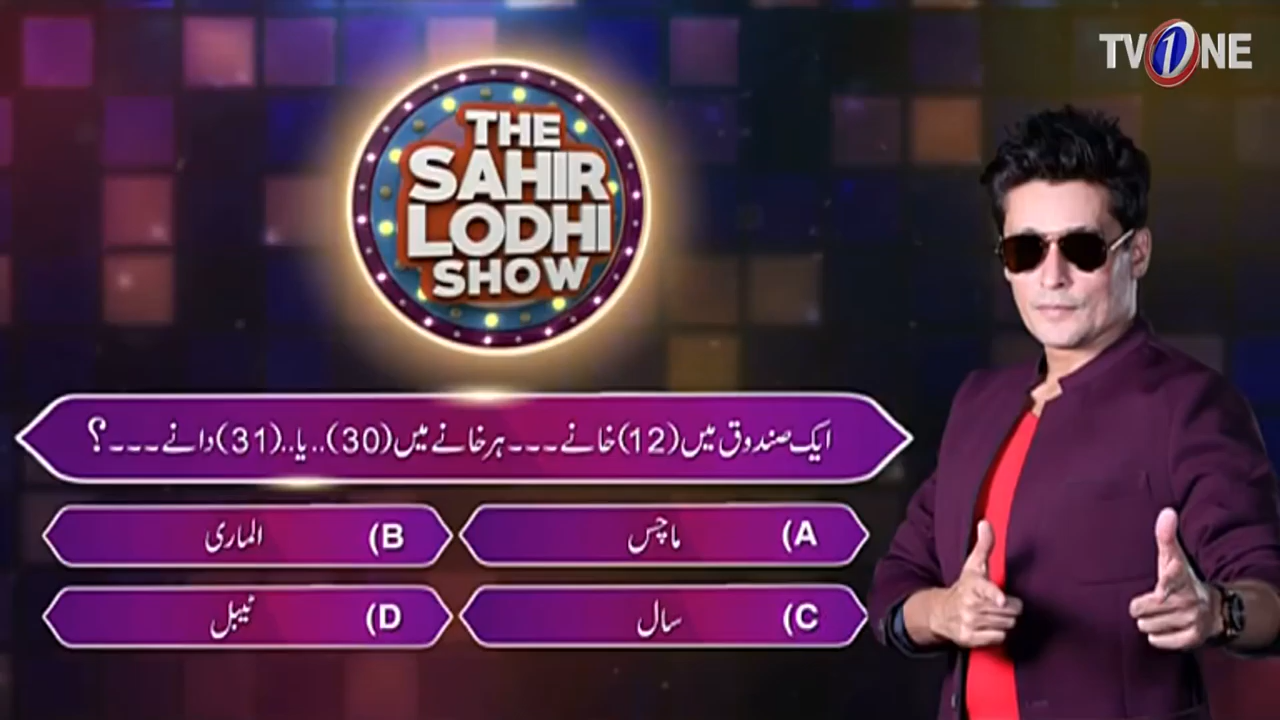 TV ONE
THE
SAHIR
LODHI
SHOW
ایک صندوق میں (12) خانے۔۔۔ ہر خانے میں (30)..یا..(31) دانے۔۔۔؟
(A ماچس
(B الماری
(C سال
(D ٹیبل